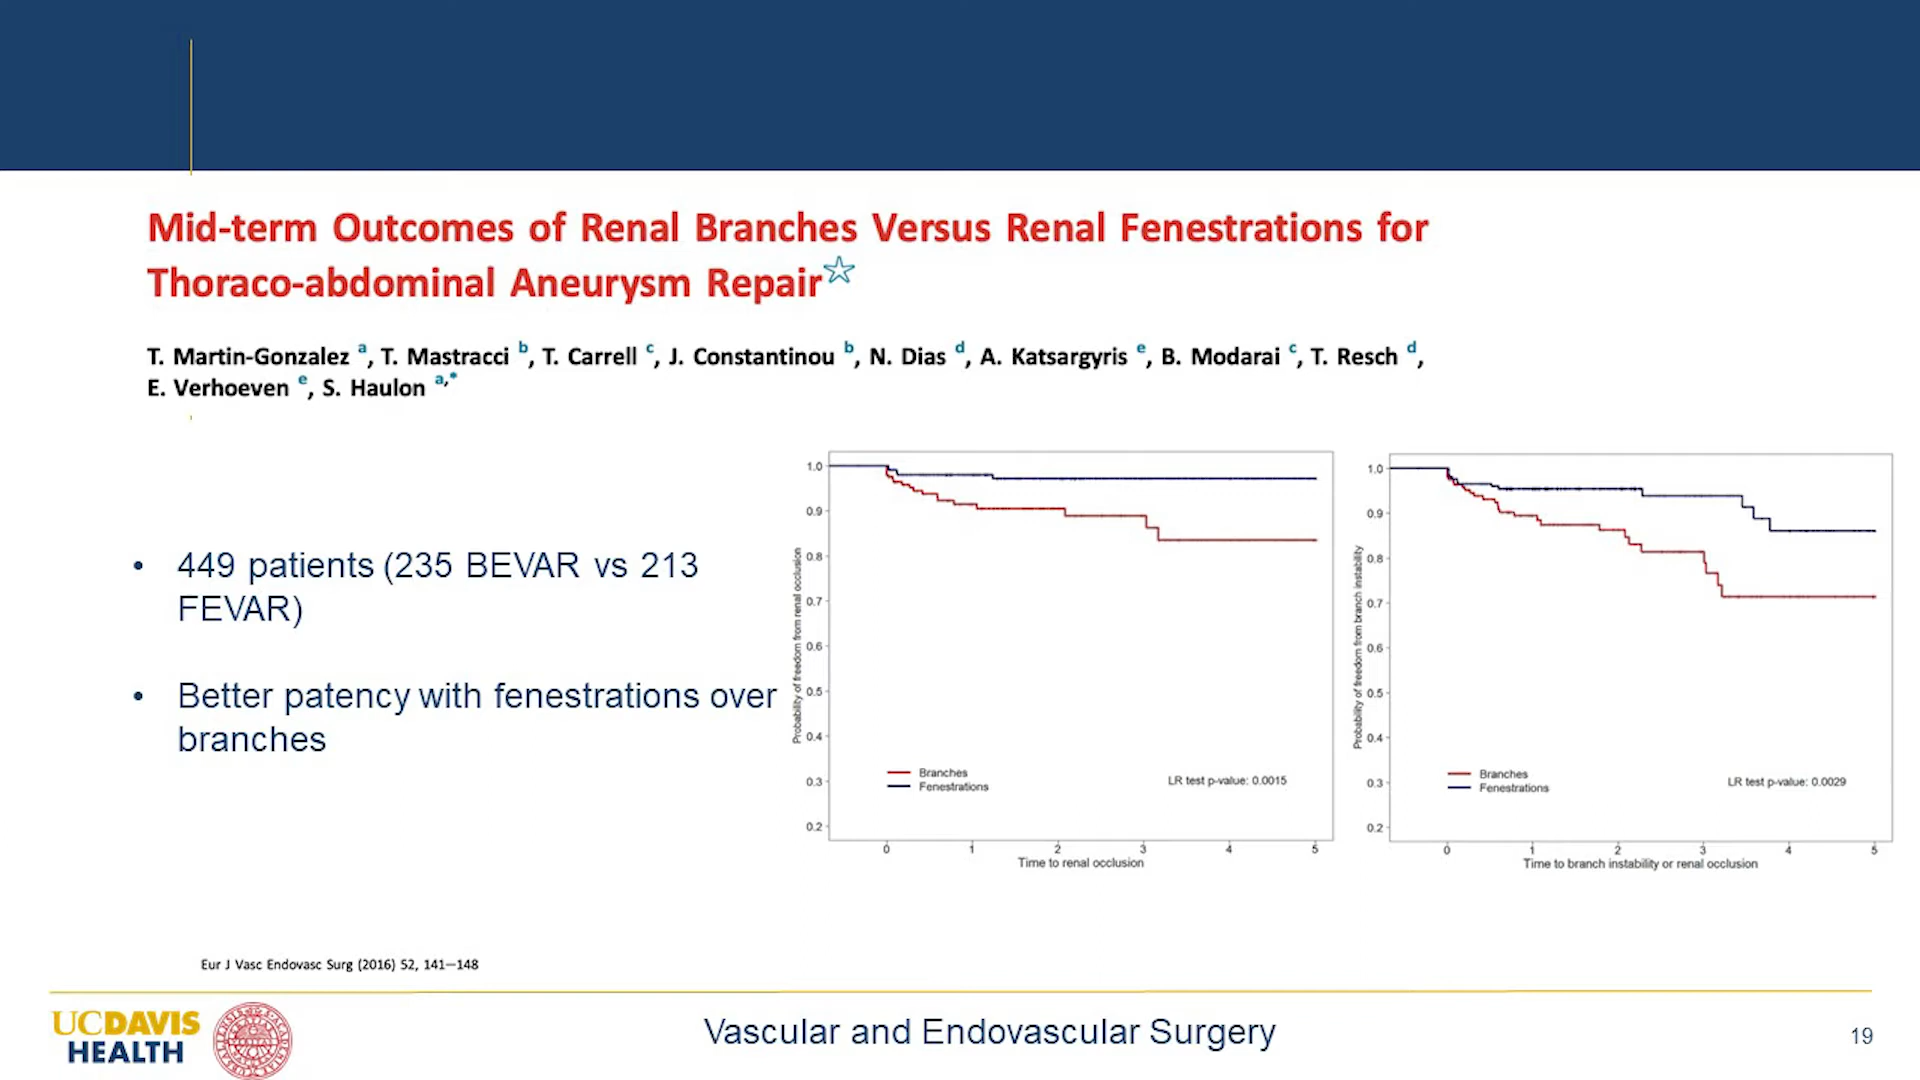 Mid-term Outcomes of Renal Branches Versus Renal Fenestrations for
Thoraco-abdominal Aneurysm Repair☆
T. Martin-Gonzalez a, T. Mastracci b, T. Carrell c, J. Constantinou b, N. Dias d, A. Katsargyris e, B. Modarai c, T. Resch d,
E. Verhoeven e, S. Haulon a,*
• 449 patients (235 BEVAR vs 213
FEVAR)
• Better patency with fenestrations over
branches
Probability of freedom from renal occlusion
1.0
0.9
0.8
0.7
0.6
0.5
0.4
0.3
0.2
Branches
Fenestrations
LR test p-value: 0.0015
0 1 2 3 4 5
Time to renal occlusion
Probability of freedom from branch instability
1.0
0.9
0.8
0.7
0.6
0.5
0.4
0.3
0.2
Branches
Fenestrations
LR test p-value: 0.0029
0 1 2 3 4 5
Time to branch instability or renal occlusion
Eur J Vasc Endovasc Surg (2016) 52, 141–148
UCDAVIS
HEALTH
Vascular and Endovascular Surgery
19